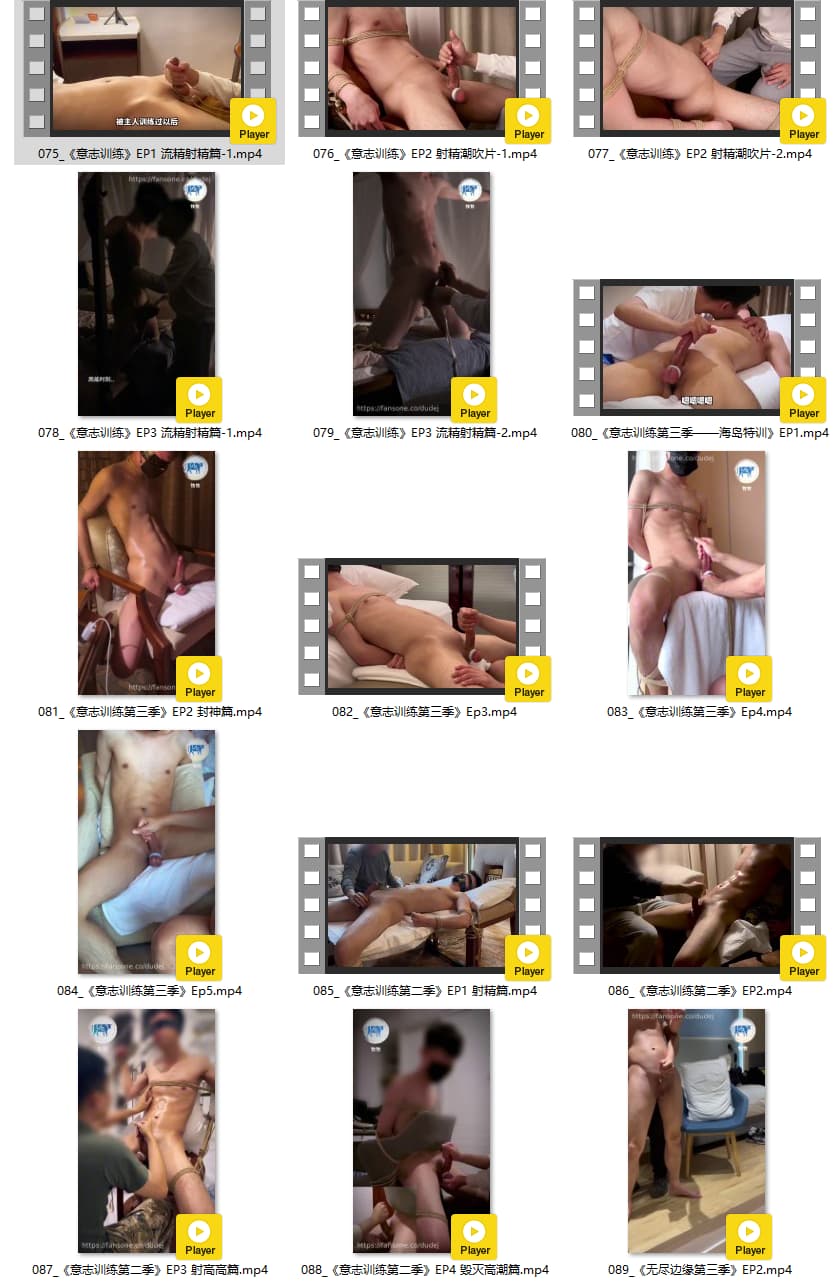 被主人训练过以后
Player
Player
Player
075_《意志训练》EP1 流精射精篇-1.mp4
076_《意志训练》EP2 射精潮吹片-1.mp4
077_《意志训练》EP2 射精潮吹片-2.mp4
https://fansone.co/dudej
https://fansone.co/dudej
Player
Player
嗯嗯嗯嗯
Player
078_《意志训练》EP3 流精射精篇-1.mp4
079_《意志训练》EP3 流精射精篇-2.mp4
080_《意志训练第三季——海岛特训》EP1.mp4
https://fansone.co/dudej
Player
Player
Player
081_《意志训练第三季》EP2 封神篇.mp4
082_《意志训练第三季》Ep3.mp4
083_《意志训练第三季》Ep4.mp4
https://fansone.co/dudej
Player
Player
Player
084_《意志训练第三季》Ep5.mp4
085_《意志训练第二季》EP1 射精篇.mp4
086_《意志训练第二季》EP2.mp4
https://fansone.co/dudej
https://fansone.co/dudej
https://fansone.co/dudej
Player
Player
Player
087_《意志训练第二季》EP3 射高高篇.mp4
088_《意志训练第二季》EP4 毁灭高潮篇.mp4
089_《无尽边缘第三季》EP2.mp4